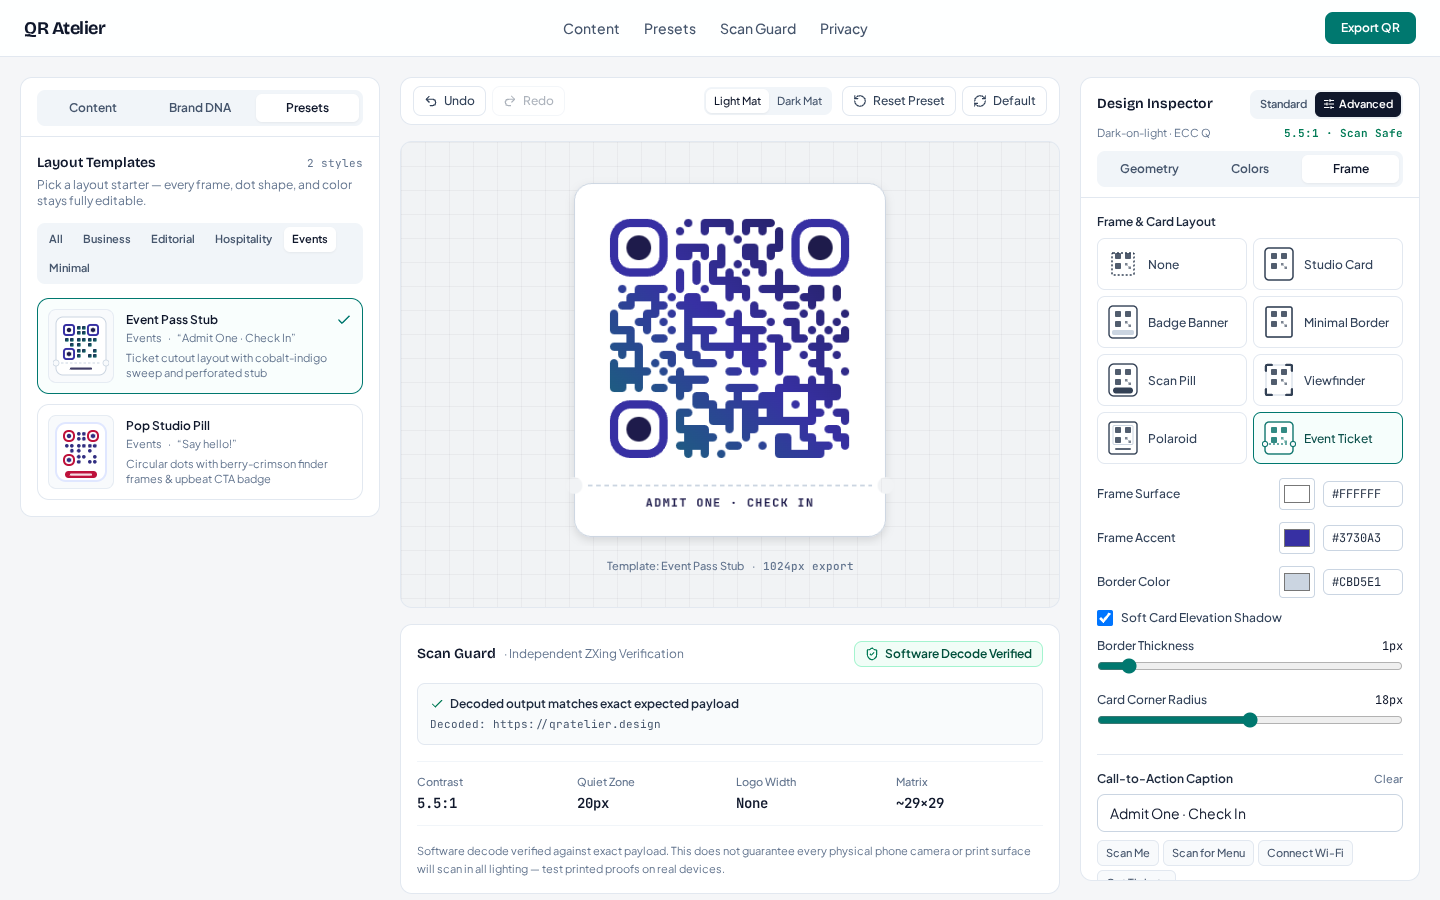 QR Atelier
Content
Presets
Scan Guard
Privacy
Export QR
Content
Brand DNA
Presets
Layout Templates
2 styles
Pick a layout starter — every frame, dot shape, and color
stays fully editable.
All
Business
Editorial
Hospitality
Events
Minimal
Event Pass Stub
Events · “Admit One · Check In”
Ticket cutout layout with cobalt-indigo
sweep and perforated stub
Pop Studio Pill
Events · “Say hello!”
Circular dots with berry-crimson finder
frames & upbeat CTA badge
Undo
Redo
Light Mat
Dark Mat
Reset Preset
Default
ADMIT ONE · CHECK IN
Template: Event Pass Stub · 1024px export
Scan Guard · Independent ZXing Verification
Software Decode Verified
Decoded output matches exact expected payload
Decoded: https://qratelier.design
Contrast
5.5:1
Quiet Zone
20px
Logo Width
None
Matrix
~29×29
Software decode verified against exact payload. This does not guarantee every physical phone camera or print surface
will scan in all lighting — test printed proofs on real devices.
Design Inspector
Standard
Advanced
Dark-on-light · ECC Q
5.5:1 · Scan Safe
Geometry
Colors
Frame
Frame & Card Layout
None
Studio Card
Badge Banner
Minimal Border
Scan Pill
Viewfinder
Polaroid
Event Ticket
Frame Surface
#FFFFFF
Frame Accent
#3730A3
Border Color
#CBD5E1
Soft Card Elevation Shadow
Border Thickness
1px
Card Corner Radius
18px
Call-to-Action Caption
Clear
Admit One · Check In
Scan Me
Scan for Menu
Connect Wi-Fi